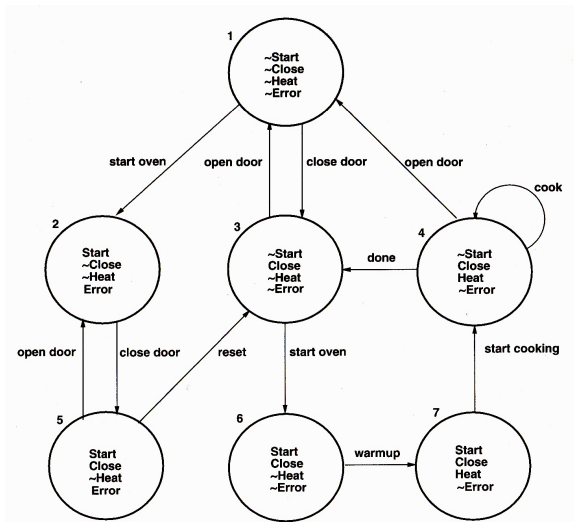 1
~Start
~Close
~Heat
~Error
start oven
open door
close door
open door
cook
2
Start
~Close
~Heat
Error
3
~Start
Close
~Heat
~Error
done
4
~Start
Close
Heat
~Error
open door
close door
reset
start oven
start cooking
5
Start
Close
~Heat
Error
6
Start
Close
~Heat
~Error
warmup
7
Start
Close
Heat
~Error